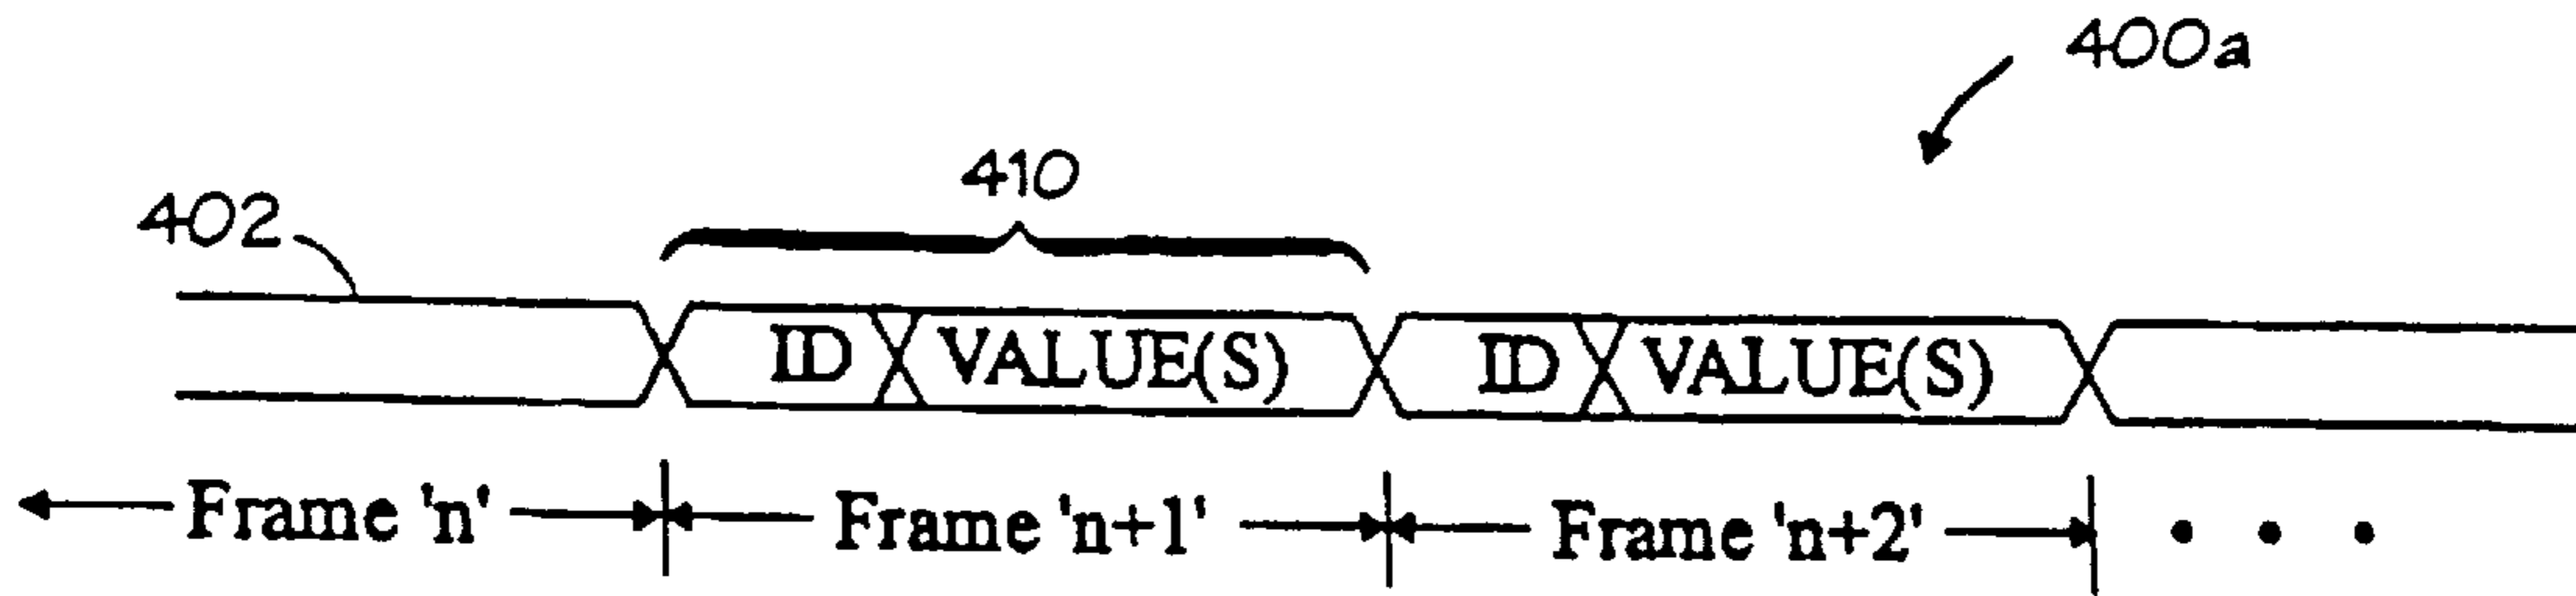 400a
410
402
ID VALUE(S) ID VALUE(S)
Frame 'n' Frame 'n+1' Frame 'n+2' • • •